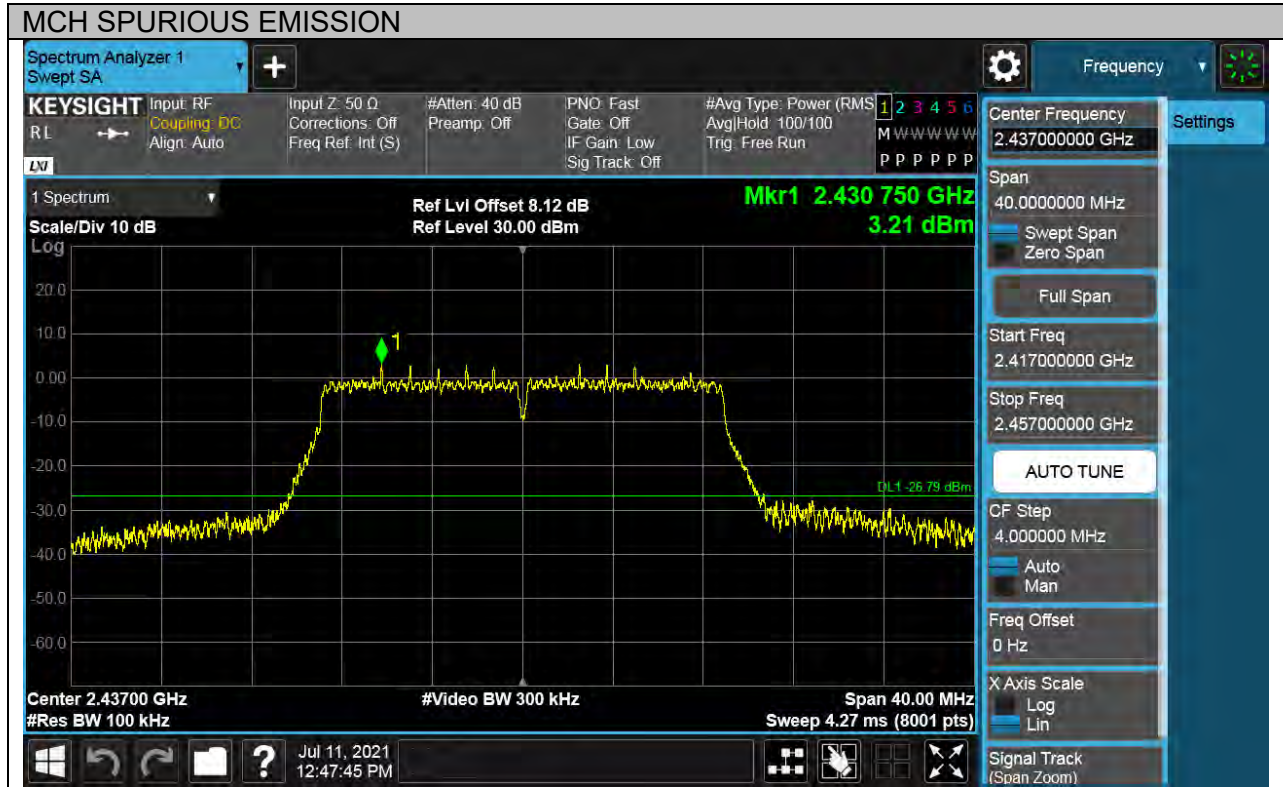 MCH SPURIOUS EMISSION
Spectrum Analyzer 1
Swept SA
+
Frequency
KEYSIGHT
RL
LXI
Input: RF
Coupling: DC
Align: Auto
Input Z: 50 Ω
Corrections: Off
Freq Ref: Int (S)
#Atten: 40 dB
Preamp: Off
PNO: Fast
Gate: Off
IF Gain: Low
Sig Track: Off
#Avg Type: Power (RMS
Avg|Hold: 100/100
Trig: Free Run
1 2 3 4 5 6
M W W W W W
P P P P P P
Center Frequency
2.437000000 GHz
Settings
1 Spectrum
Scale/Div 10 dB
Ref Lvl Offset 8.12 dB
Ref Level 30.00 dBm
Mkr1 2.430 750 GHz
3.21 dBm
Span
40.0000000 MHz
Swept Span
Zero Span
Full Span
Start Freq
2.417000000 GHz
Stop Freq
2.457000000 GHz
AUTO TUNE
CF Step
4.000000 MHz
Auto
Man
Freq Offset
0 Hz
X Axis Scale
Log
Lin
Signal Track
(Span Zoom)
Log
20.0
10.0
0.00
-10.0
-20.0
-30.0
-40.0
-50.0
-60.0
1
DL1 -26.79 dBm
Center 2.43700 GHz
#Res BW 100 kHz
#Video BW 300 kHz
Span 40.00 MHz
Sweep 4.27 ms (8001 pts)
?
Jul 11, 2021
12:47:45 PM